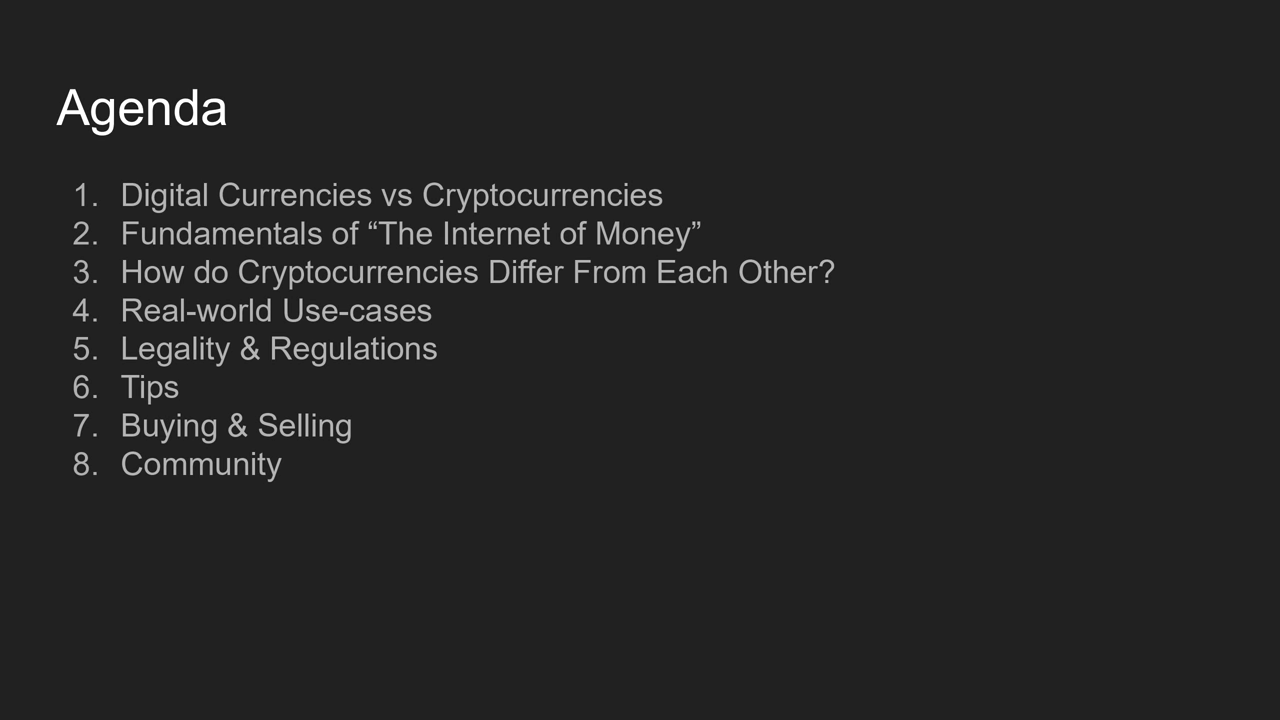 Agenda
1. Digital Currencies vs Cryptocurrencies
2. Fundamentals of “The Internet of Money”
3. How do Cryptocurrencies Differ From Each Other?
4. Real-world Use-cases
5. Legality & Regulations
6. Tips
7. Buying & Selling
8. Community